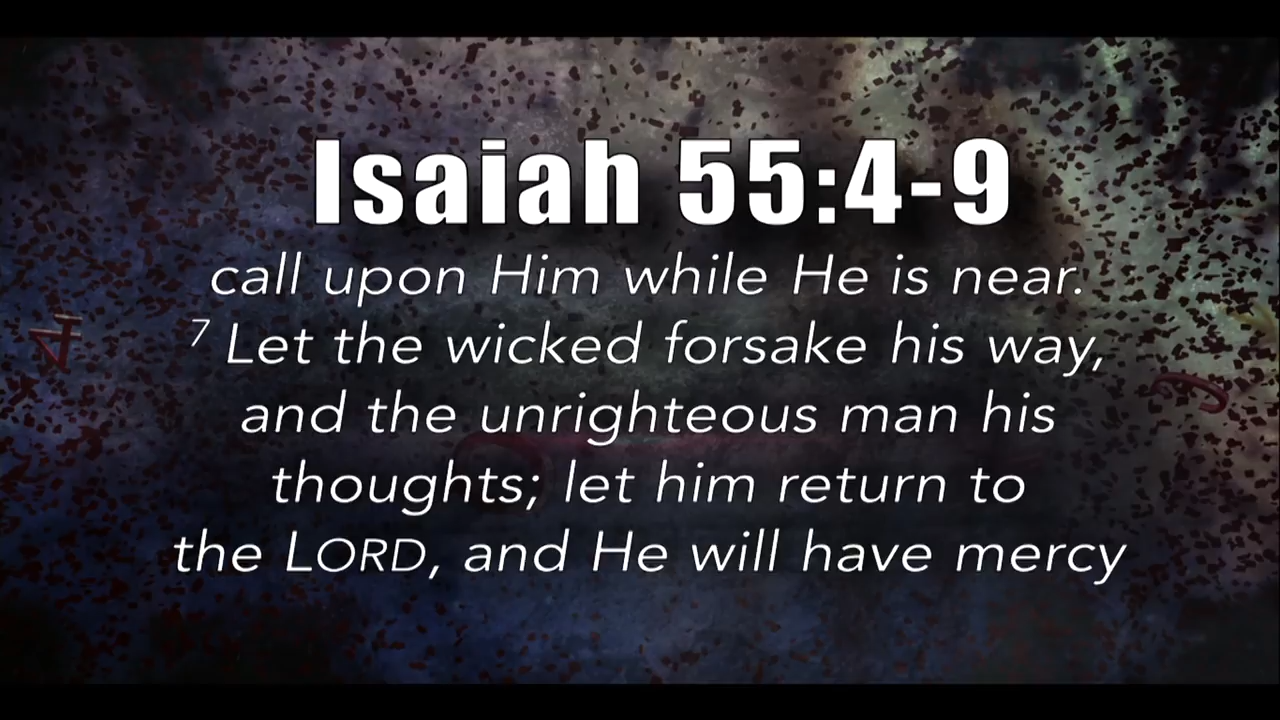 Isaiah 55:4-9
call upon Him while He is near.
7 Let the wicked forsake his way,
and the unrighteous man his
thoughts; let him return to
the LORD, and He will have mercy